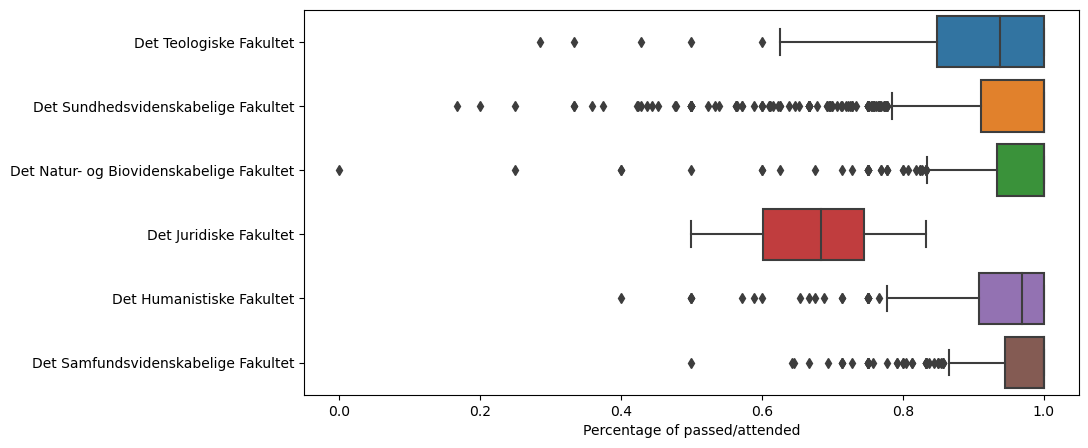 Det Teologiske Fakultet
Det Sundhedsvidenskabelige Fakultet
Det Natur- og Biovidenskabelige Fakultet
Det Juridiske Fakultet
Det Humanistiske Fakultet
Det Samfundsvidenskabelige Fakultet
0.0 0.2 0.4 0.6 0.8 1.0
Percentage of passed/attended